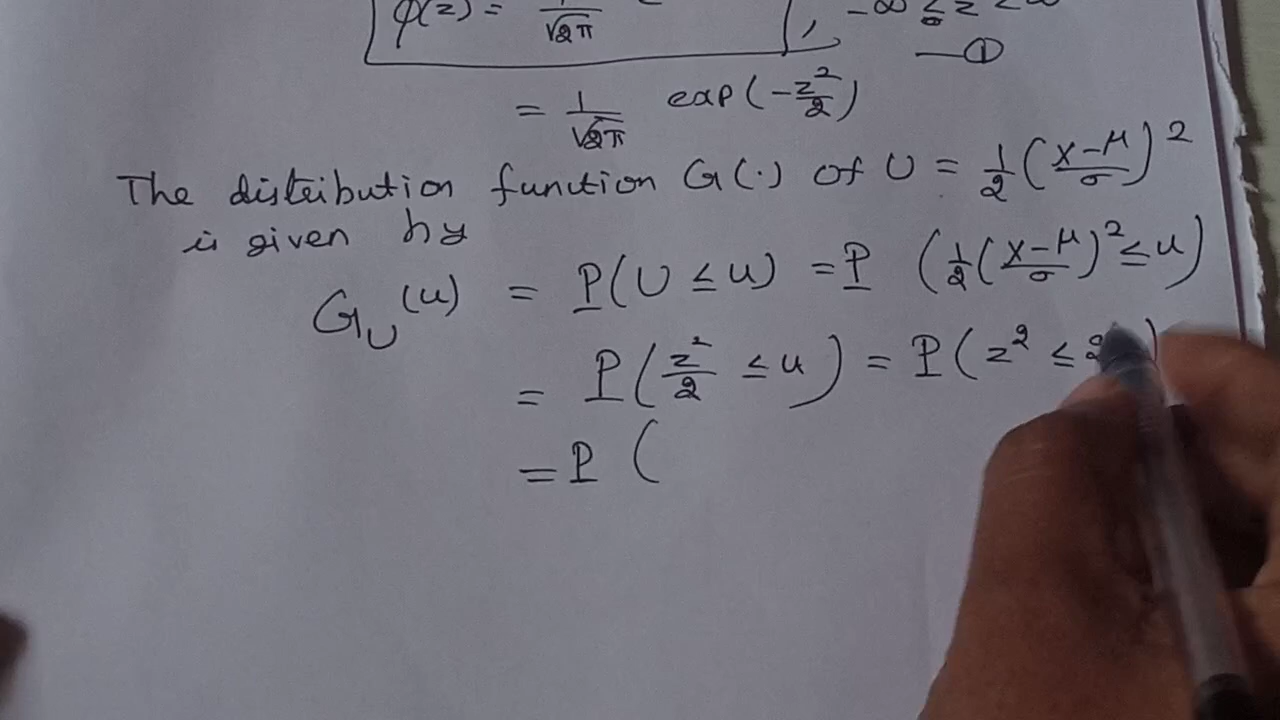 φ(z) = 1/√2π , -∞ ≤ z < ∞
—①
= 1/√2π exp(-z²/2)
The distribution function G(·) of U = 1/2 (X-μ/σ)²
is given by
G_U(u) = P(U ≤ u) = P (1/2 (X-μ/σ)² ≤ u)
= P(z²/2 ≤ u) = P(z² ≤ 2 )
= P (